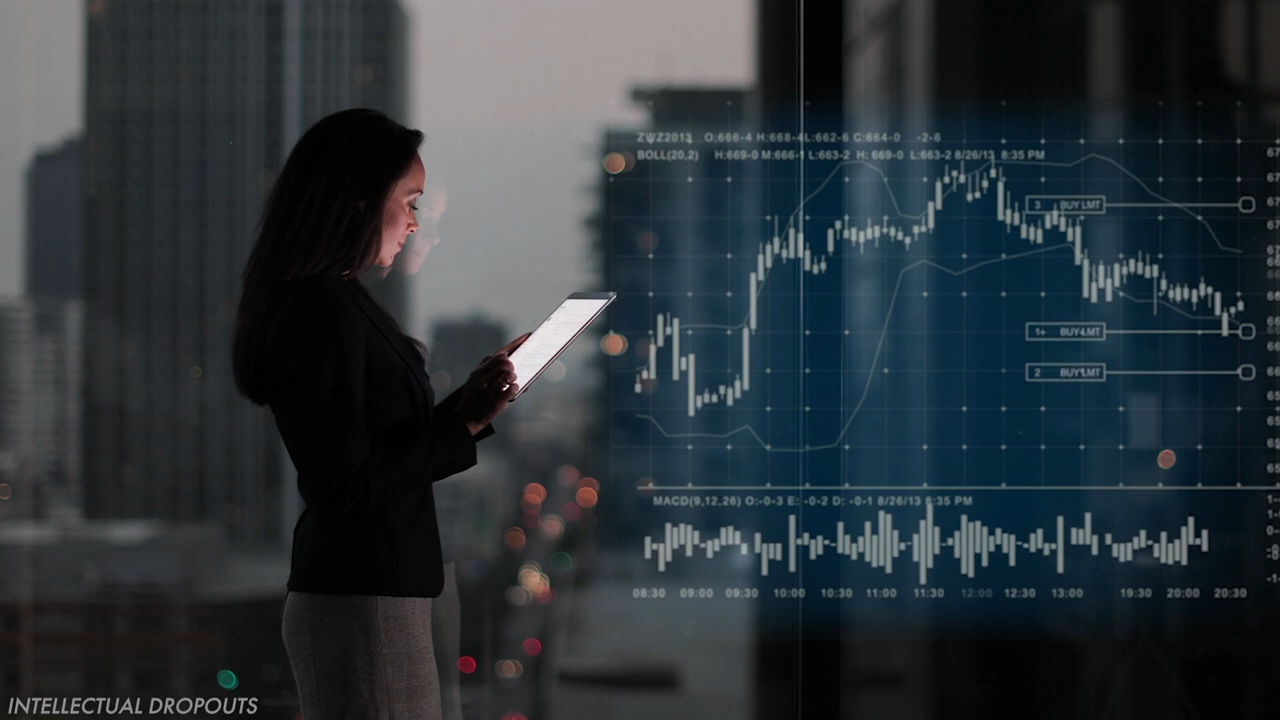 ZWZ2013 O:666-4 H:668-4L:662-6 C:664-0 -2-6
BOLL(20,2) H:669-0 M:666-1 L:663-2 H: 669-0 L:663-2 8/26/13 8:35 PM
3 BUY LMT
1+ BUY LMT
2 BUY LMT
MACD(9,12,26) O:-0-3 E: -0-2 D: -0-1 8/26/13 8:35 PM
08:30 09:00 09:30 10:00 10:30 11:00 11:30 12:00 12:30 13:00 19:30 20:00 20:30
INTELLECTUAL DROPOUTS